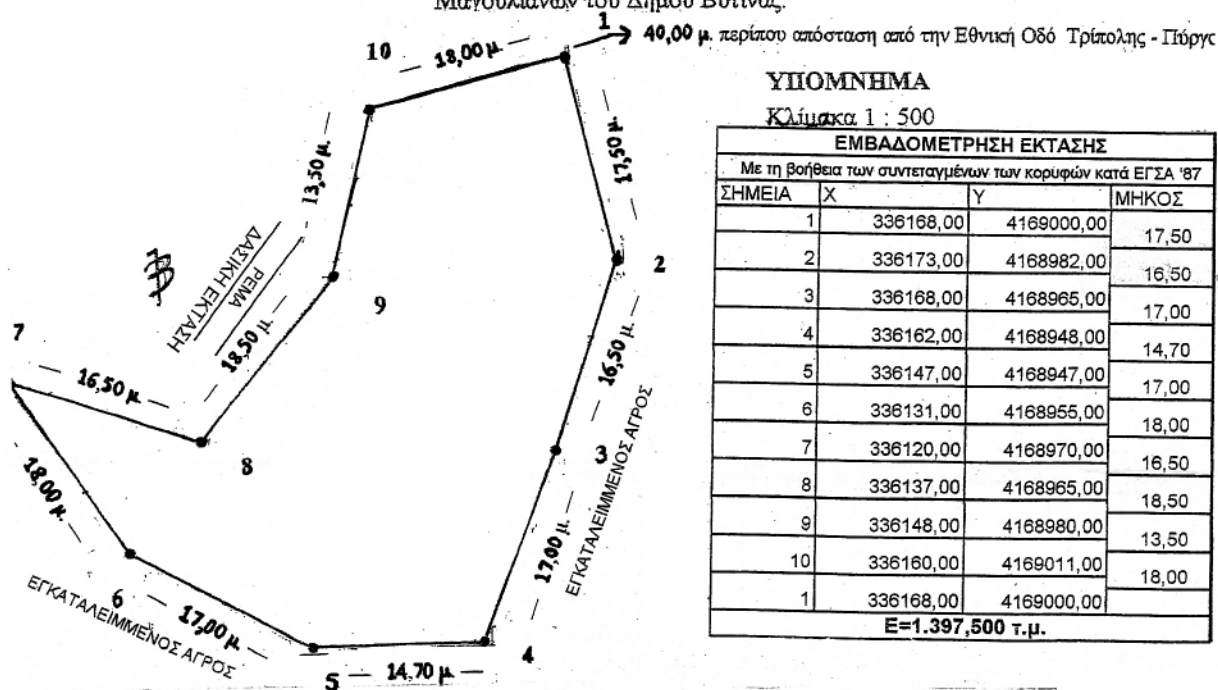 Μαγουλιάνων του Δήμου Βυτίνας.
1
40,00 μ. περίπου απόσταση από την Εθνική Οδό Τρίπολης - Πύργο
10
18,00 μ.
17,50 μ.
13,50 μ.
2
9
ΔΑΣΙΚΗ ΕΚΤΑΣΗ
ΡΕΜΑ
18,50 μ.
7
16,50 μ.
16,50 μ.
8
3
18,00 μ.
17,00 μ.
ΕΓΚΑΤΑΛΕΙΜΜΕΝΟΣ ΑΓΡΟΣ
6
17,00 μ.
ΕΓΚΑΤΑΛΕΙΜΜΕΝΟΣ ΑΓΡΟΣ
4
14,70 μ.
5
ΥΠΟΜΝΗΜΑ
Κλίμακα 1 : 500
ΕΜΒΑΔΟΜΕΤΡΗΣΗ ΕΚΤΑΣΗΣ
Με τη βοήθεια των συντεταγμένων των κορυφών κατά ΕΓΣΑ '87
ΣΗΜΕΙΑ X Y ΜΗΚΟΣ
1 336168,00 4169000,00
17,50
2 336173,00 4168982,00
16,50
3 336168,00 4168965,00
17,00
4 336162,00 4168948,00
14,70
5 336147,00 4168947,00
17,00
6 336131,00 4168955,00
18,00
7 336120,00 4168970,00
16,50
8 336137,00 4168965,00
18,50
9 336148,00 4168980,00
13,50
10 336160,00 4169011,00
18,00
1 336168,00 4169000,00
Ε=1.397,500 τ.μ.